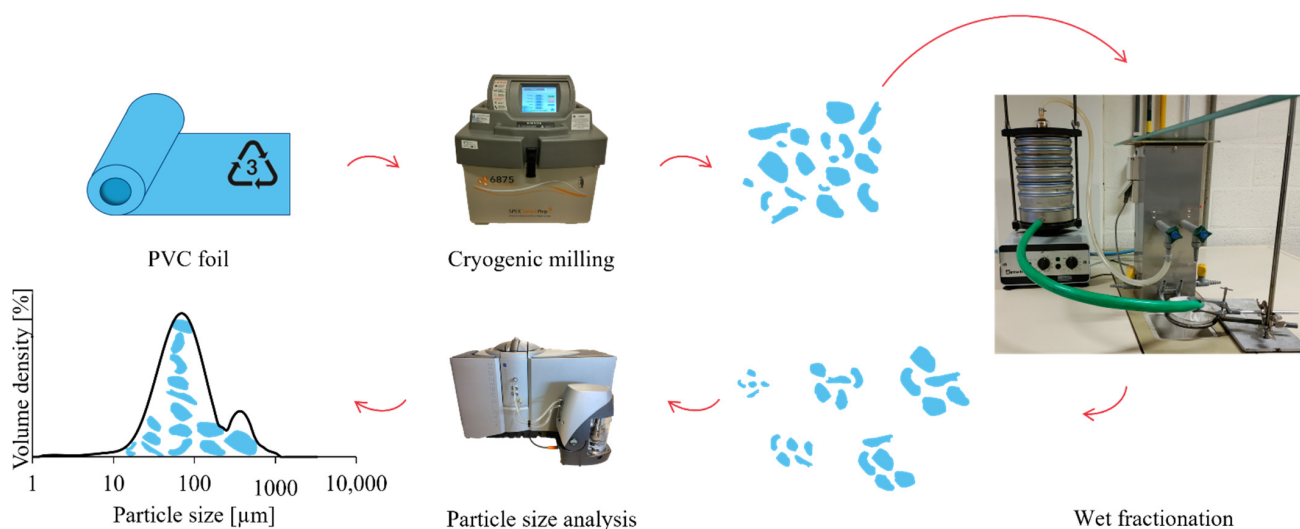 3
6875
SPEX
PVC foil
Cryogenic milling
Volume density [%]
1 10 100 1000 10,000
Particle size [µm]
Particle size analysis
Wet fractionation